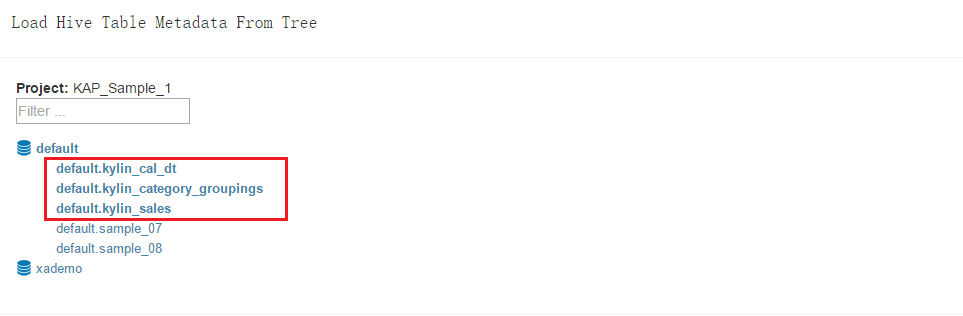 Load Hive Table Metadata From Tree
Project: KAP_Sample_1
Filter ...
default
default.kylin_cal_dt
default.kylin_category_groupings
default.kylin_sales
default.sample_07
default.sample_08
xademo